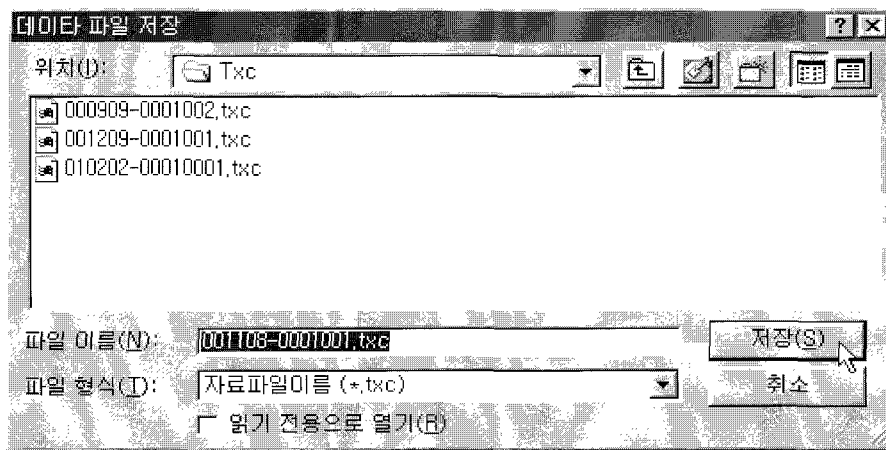 데이타 파일 저장
위치(I): Txc
000909-0001002.txc
001209-0001001.txc
010202-00010001.txc
파일 이름(N): 001108-0001001.txc 저장(S)
파일 형식(T): 자료파일이름 (*.txc) 취소
읽기 전용으로 열기(R)